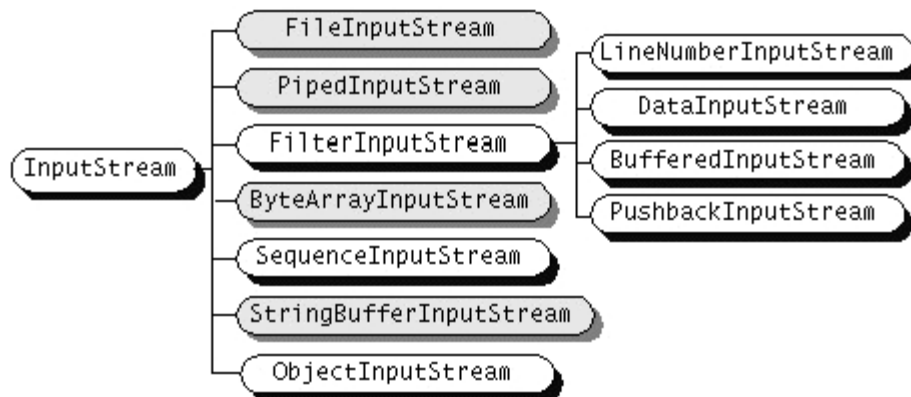 InputStream
FileInputStream
PipedInputStream
FilterInputStream
ByteArrayInputStream
SequenceInputStream
StringBufferInputStream
ObjectInputStream
LineNumberInputStream
DataInputStream
BufferedInputStream
PushbackInputStream